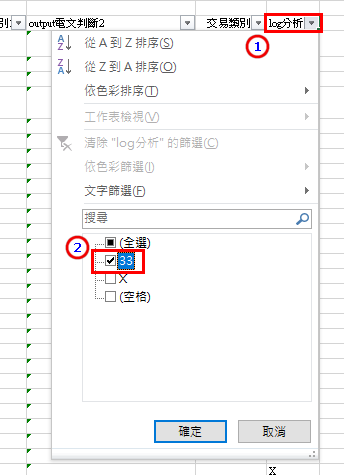 別 output電文判斷2 交易類別 log分析
1
從 A 到 Z 排序(S)
從 Z 到 A 排序(O)
依色彩排序(T)
工作表檢視(V)
清除 "log分析" 的篩選(C)
依色彩篩選(I)
文字篩選(F)
搜尋
(全選)
2
33
X
(空格)
確定 取消
X